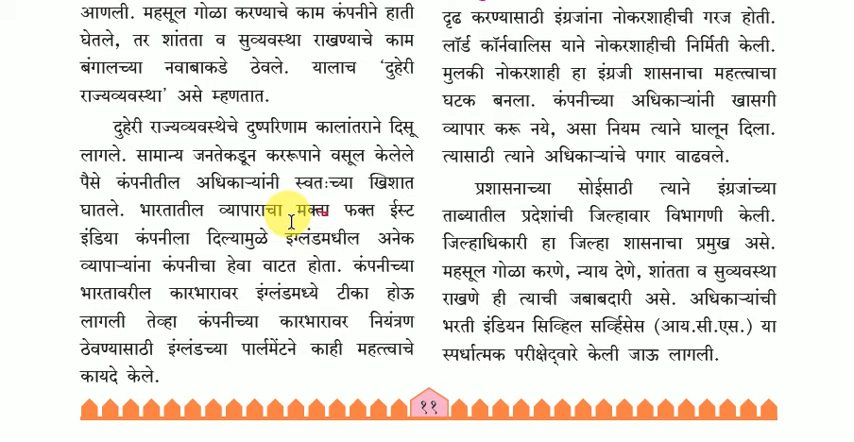 आणली. महसूल गोळा करण्याचे काम कंपनीने हाती
घेतले, तर शांतता व सुव्यवस्था राखण्याचे काम
बंगालच्या नवाबाकडे ठेवले. यालाच ‘दुहेरी
राज्यव्यवस्था’ असे म्हणतात.
दुहेरी राज्यव्यवस्थेचे दुष्परिणाम कालांतराने दिसू
लागले. सामान्य जनतेकडून कररूपाने वसूल केलेले
पैसे कंपनीतील अधिकाऱ्यांनी स्वतःच्या खिशात
घातले. भारतातील व्यापाराचा मक्ता फक्त ईस्ट
इंडिया कंपनीला दिल्यामुळे इंग्लंडमधील अनेक
व्यापाऱ्यांना कंपनीचा हेवा वाटत होता. कंपनीच्या
भारतावरील कारभारावर इंग्लंडमध्ये टीका होऊ
लागली तेव्हा कंपनीच्या कारभारावर नियंत्रण
ठेवण्यासाठी इंग्लंडच्या पार्लमेंटने काही महत्त्वाचे
कायदे केले.
दृढ करण्यासाठी इंग्रजांना नोकरशाहीची गरज होती.
लॉर्ड कॉर्नवालिस याने नोकरशाहीची निर्मिती केली.
मुलकी नोकरशाही हा इंग्रजी शासनाचा महत्त्वाचा
घटक बनला. कंपनीच्या अधिकाऱ्यांनी खासगी
व्यापार करू नये, असा नियम त्याने घालून दिला.
त्यासाठी त्याने अधिकाऱ्यांचे पगार वाढवले.
प्रशासनाच्या सोईसाठी त्याने इंग्रजांच्या
ताब्यातील प्रदेशांची जिल्हावार विभागणी केली.
जिल्हाधिकारी हा जिल्हा शासनाचा प्रमुख असे.
महसूल गोळा करणे, न्याय देणे, शांतता व सुव्यवस्था
राखणे ही त्याची जबाबदारी असे. अधिकाऱ्यांची
भरती इंडियन सिव्हिल सर्व्हिसेस (आय.सी.एस.) या
स्पर्धात्मक परीक्षेद्वारे केली जाऊ लागली.
११